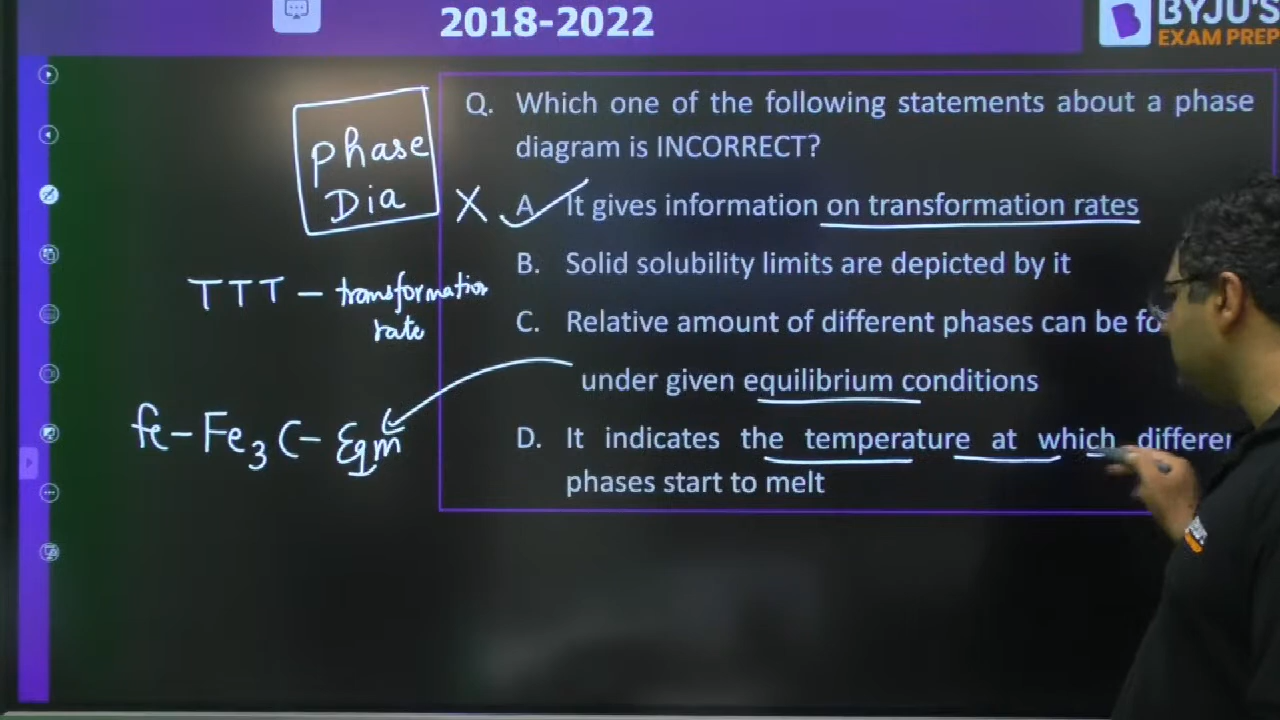 2018-2022
BYJU'S
EXAM PREP
phase
Dia
Q. Which one of the following statements about a phase
diagram is INCORRECT?
X A. It gives information on transformation rates
B. Solid solubility limits are depicted by it
TTT – transformation
rate
C. Relative amount of different phases can be
under given equilibrium conditions
fe – Fe3C – Eqm
D. It indicates the temperature at which
phases start to melt